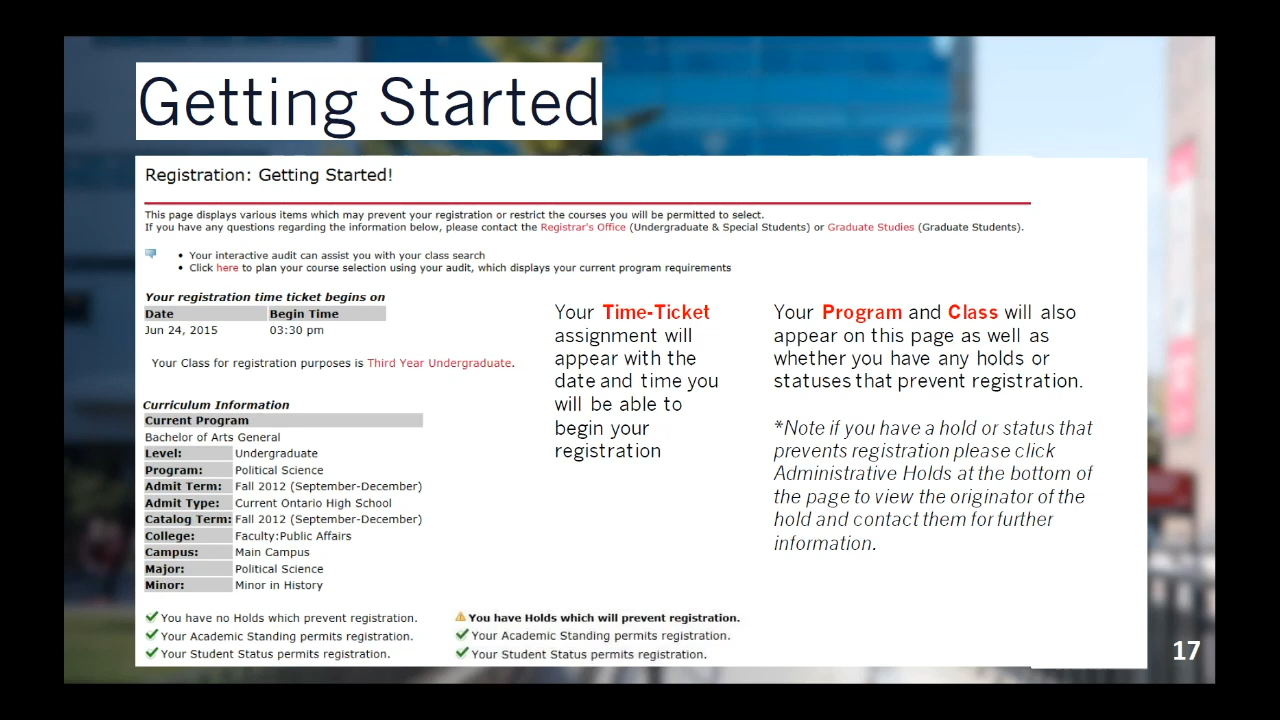 Getting Started
Registration: Getting Started!
This page displays various items which may prevent your registration or restrict the courses you will be permitted to select.
If you have any questions regarding the information below, please contact the Registrar's Office (Undergraduate & Special Students) or Graduate Studies (Graduate Students).
• Your interactive audit can assist you with your class search
• Click here to plan your course selection using your audit, which displays your current program requirements
Your registration time ticket begins on
Date Begin Time
Jun 24, 2015 03:30 pm
Your Class for registration purposes is Third Year Undergraduate.
Curriculum Information
Current Program
Bachelor of Arts General
Level: Undergraduate
Program: Political Science
Admit Term: Fall 2012 (September-December)
Admit Type: Current Ontario High School
Catalog Term: Fall 2012 (September-December)
College: Faculty:Public Affairs
Campus: Main Campus
Major: Political Science
Minor: Minor in History
Your Time-Ticket
assignment will
appear with the
date and time you
will be able to
begin your
registration
Your Program and Class will also
appear on this page as well as
whether you have any holds or
statuses that prevent registration.
*Note if you have a hold or status that
prevents registration please click
Administrative Holds at the bottom of
the page to view the originator of the
hold and contact them for further
information.
You have no Holds which prevent registration.
Your Academic Standing permits registration.
Your Student Status permits registration.
You have Holds which will prevent registration.
Your Academic Standing permits registration.
Your Student Status permits registration.
17